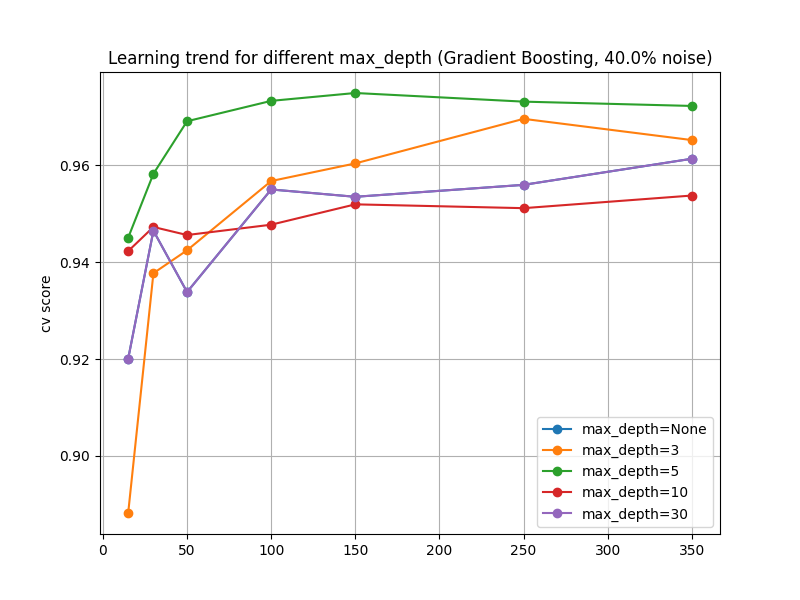 Learning trend for different max_depth (Gradient Boosting, 40.0% noise)
cv score
0.96
0.94
0.92
0.90
0 50 100 150 200 250 300 350
max_depth=None
max_depth=3
max_depth=5
max_depth=10
max_depth=30